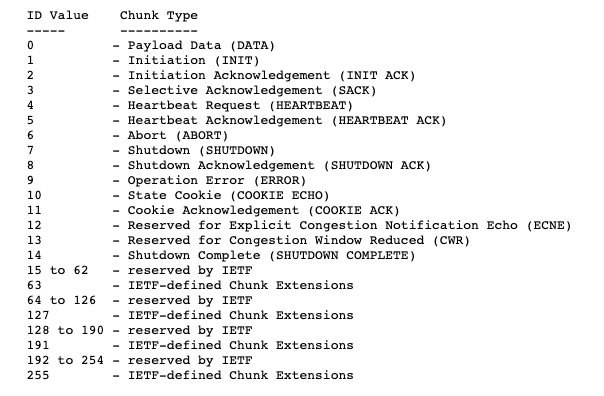 ID Value    Chunk Type
-----       ----------
0         - Payload Data (DATA)
1         - Initiation (INIT)
2         - Initiation Acknowledgement (INIT ACK)
3         - Selective Acknowledgement (SACK)
4         - Heartbeat Request (HEARTBEAT)
5         - Heartbeat Acknowledgement (HEARTBEAT ACK)
6         - Abort (ABORT)
7         - Shutdown (SHUTDOWN)
8         - Shutdown Acknowledgement (SHUTDOWN ACK)
9         - Operation Error (ERROR)
10        - State Cookie (COOKIE ECHO)
11        - Cookie Acknowledgement (COOKIE ACK)
12        - Reserved for Explicit Congestion Notification Echo (ECNE)
13        - Reserved for Congestion Window Reduced (CWR)
14        - Shutdown Complete (SHUTDOWN COMPLETE)
15 to 62  - reserved by IETF
63        - IETF-defined Chunk Extensions
64 to 126 - reserved by IETF
127       - IETF-defined Chunk Extensions
128 to 190 - reserved by IETF
191       - IETF-defined Chunk Extensions
192 to 254 - reserved by IETF
255       - IETF-defined Chunk Extensions